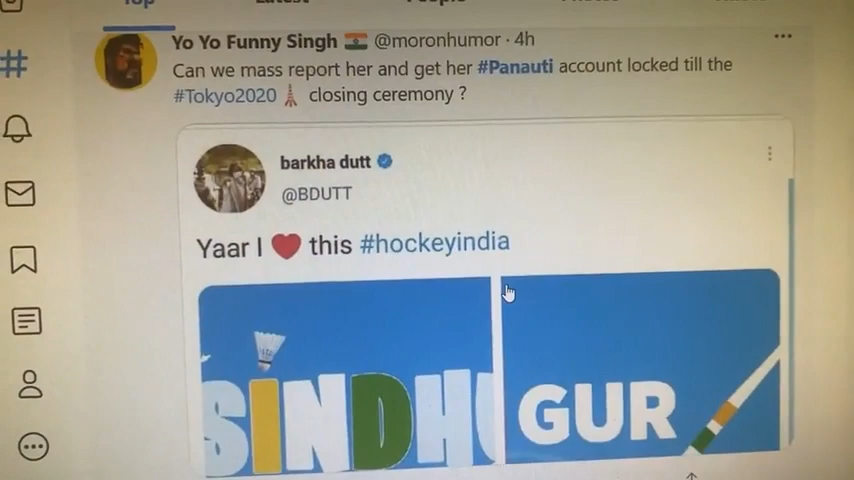 Yo Yo Funny Singh @moronhumor · 4h
Can we mass report her and get her #Panauti account locked till the
#Tokyo2020 closing ceremony ?
barkha dutt
@BDUTT
Yaar I ❤️ this #hockeyindia
SINDHU
GUR